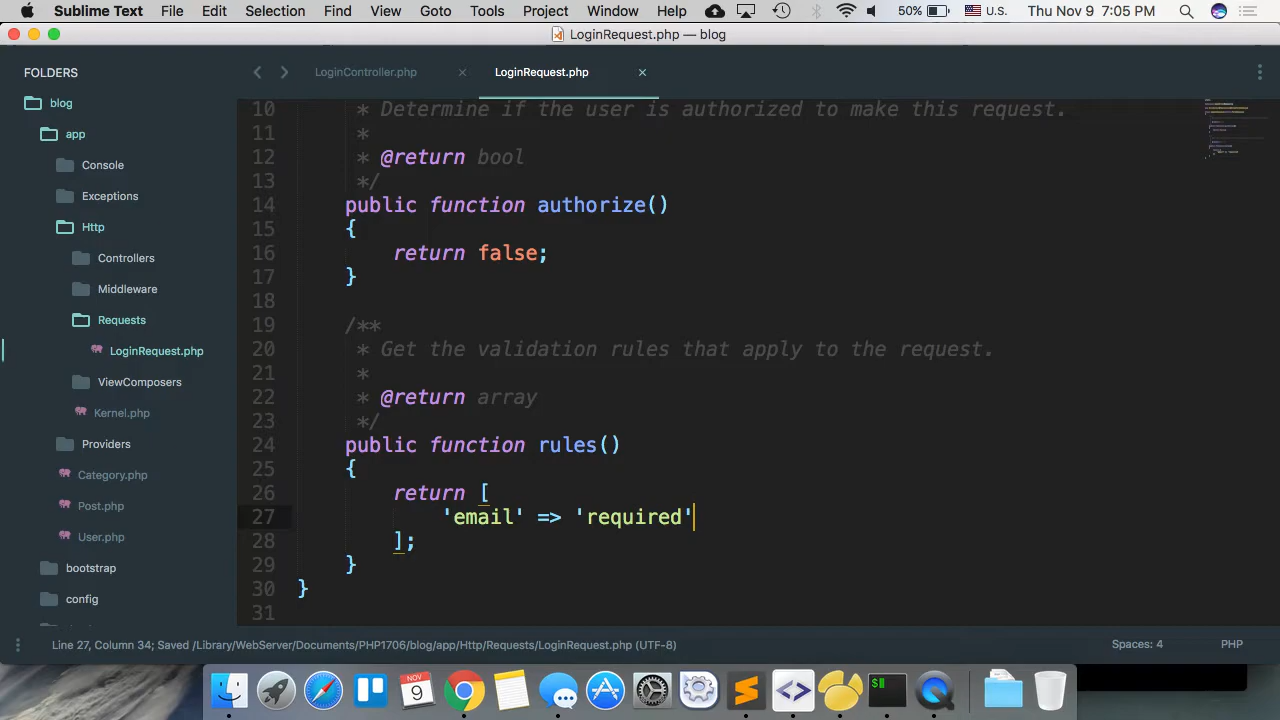 Sublime Text File Edit Selection Find View Goto Tools Project Window Help 50% U.S. Thu Nov 9 7:05 PM
LoginRequest.php — blog
FOLDERS
blog
app
Console
Exceptions
Http
Controllers
Middleware
Requests
LoginRequest.php
ViewComposers
Kernel.php
Providers
Category.php
Post.php
User.php
bootstrap
config
LoginController.php × LoginRequest.php ×
10 * Determine if the user is authorized to make this request.
11 *
12 * @return bool
13 */
14 public function authorize()
15 {
16 return false;
17 }
18
19 /**
20 * Get the validation rules that apply to the request.
21 *
22 * @return array
23 */
24 public function rules()
25 {
26 return [
27 'email' => 'required'
28 ];
29 }
30 }
31
Line 27, Column 34; Saved /Library/WebServer/Documents/PHP1706/blog/app/Http/Requests/LoginRequest.php (UTF-8) Spaces: 4 PHP
NOV
9
$